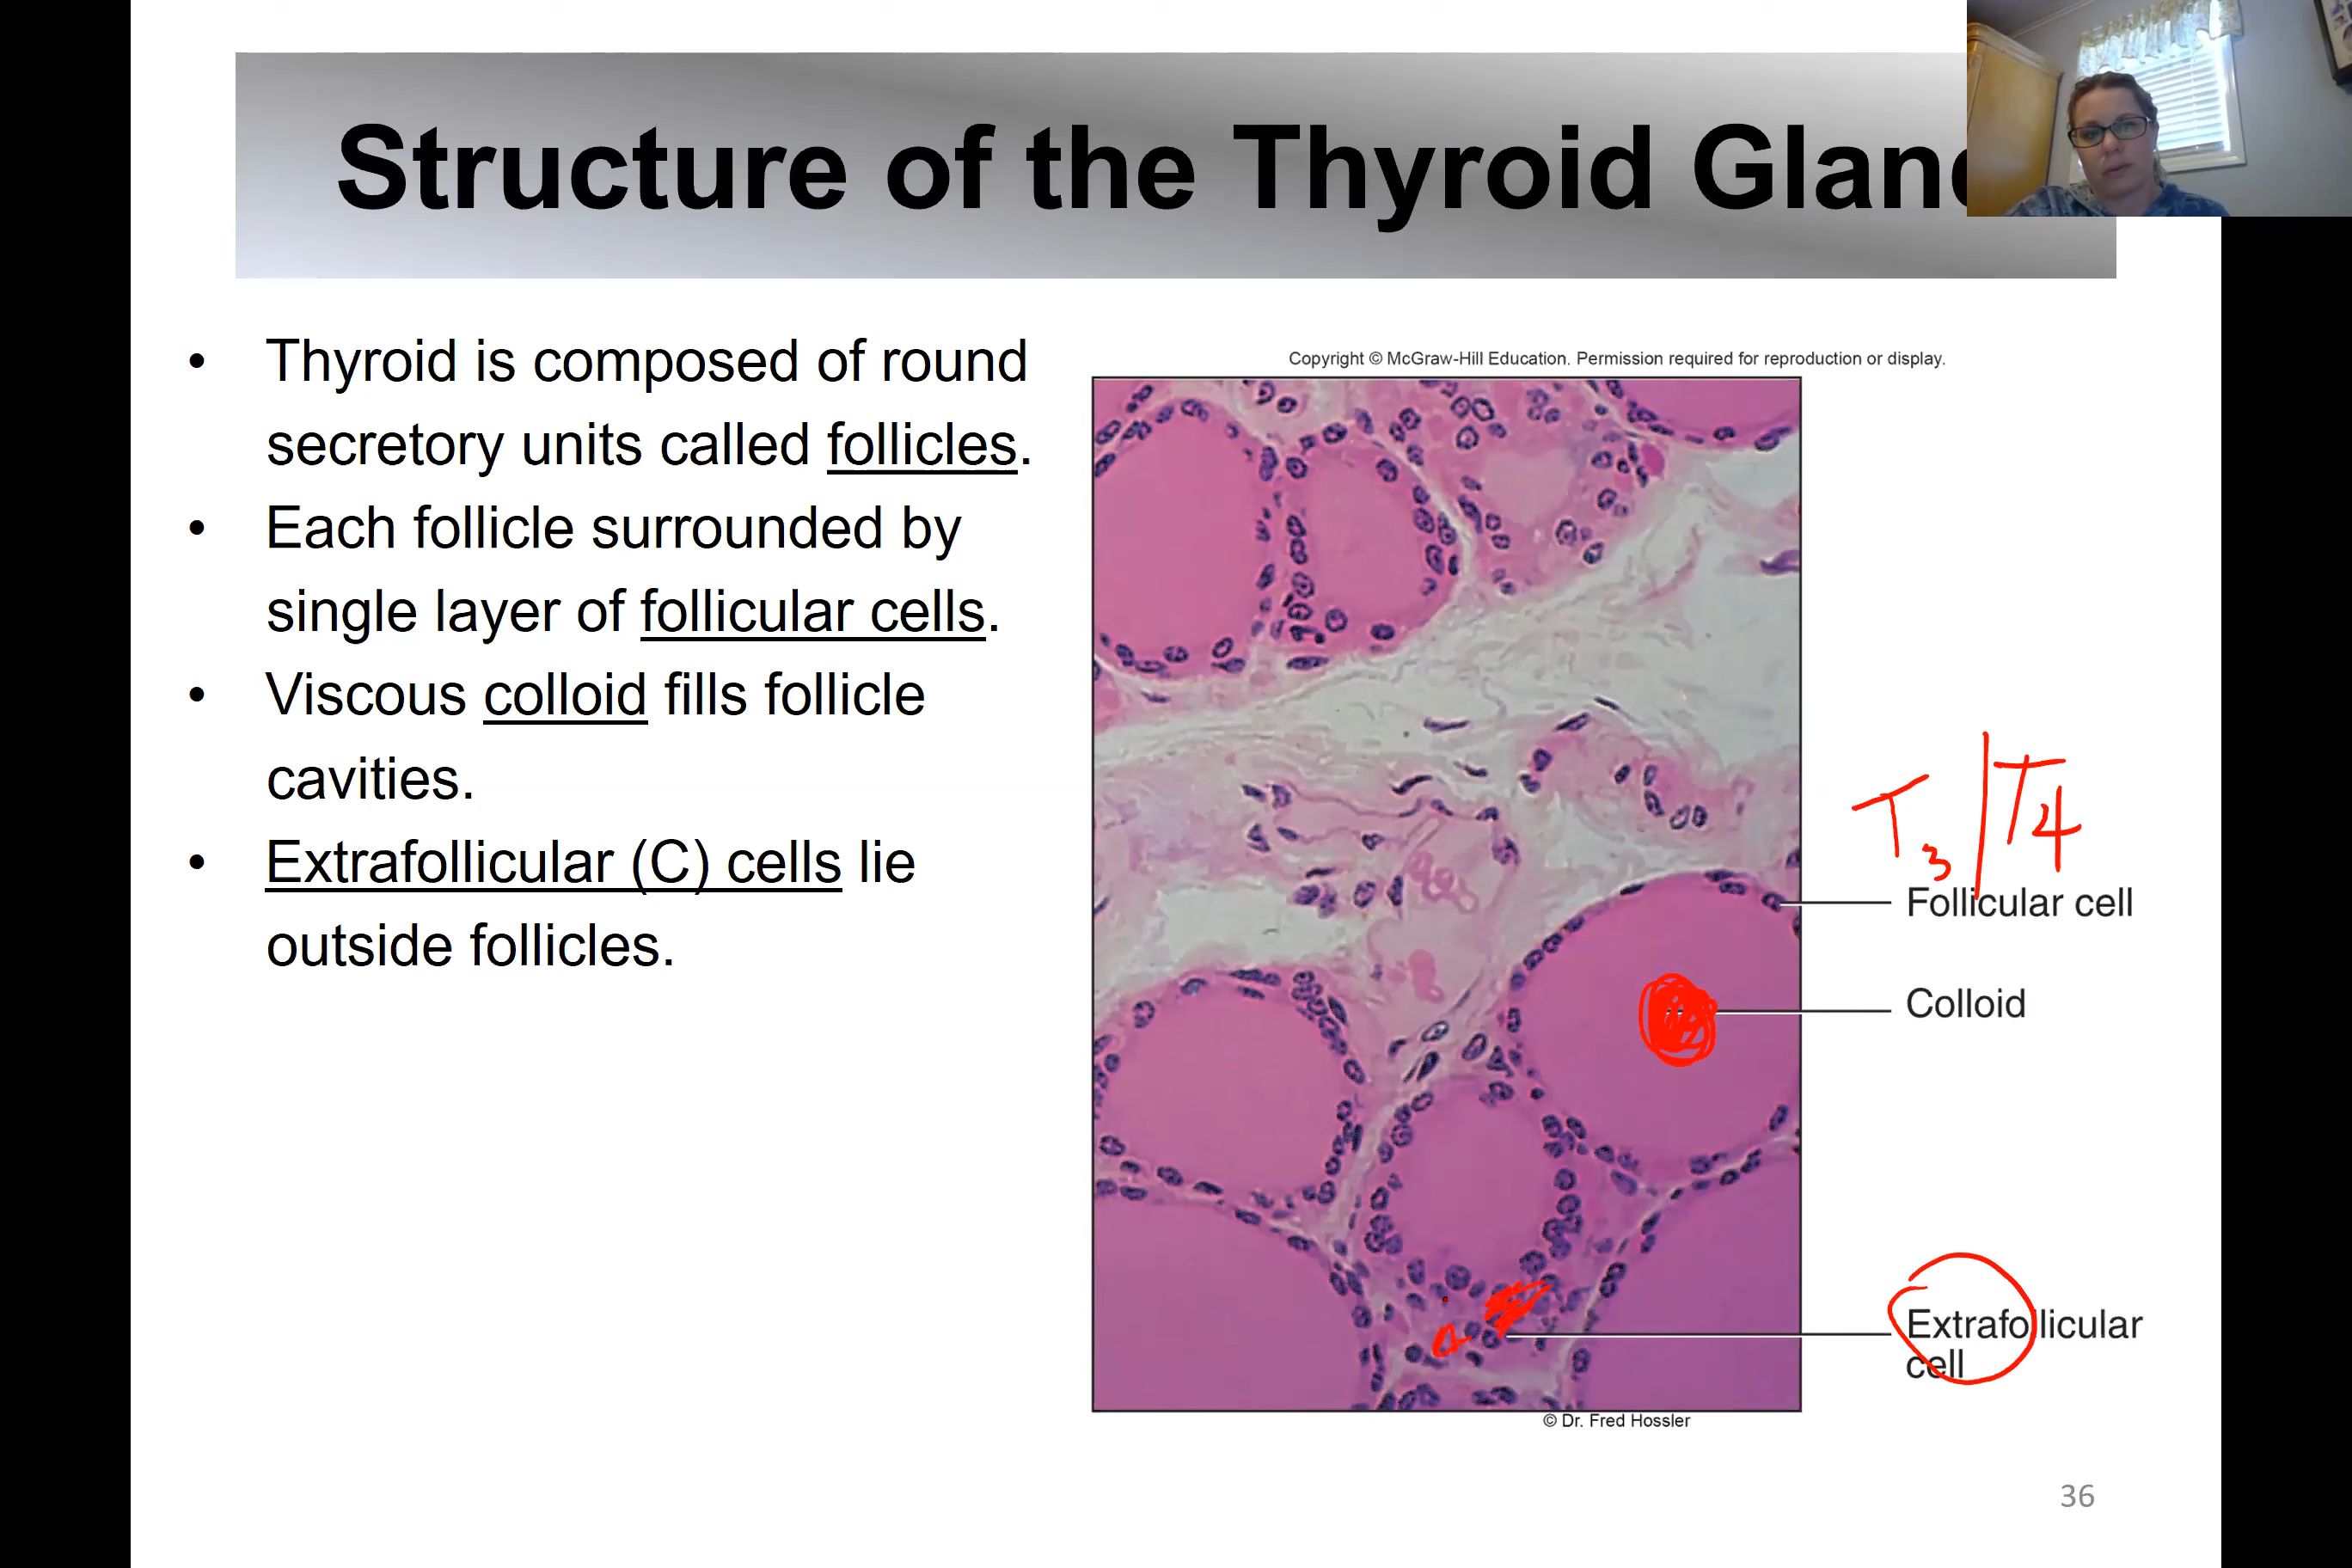 Structure of the Thyroid Glan
• Thyroid is composed of round
secretory units called follicles.
• Each follicle surrounded by
single layer of follicular cells.
• Viscous colloid fills follicle
cavities.
• Extrafollicular (C) cells lie
outside follicles.
Copyright © McGraw-Hill Education. Permission required for reproduction or display.
T3/T4
Follicular cell
Colloid
Extrafollicular
cell
© Dr. Fred Hossler
36